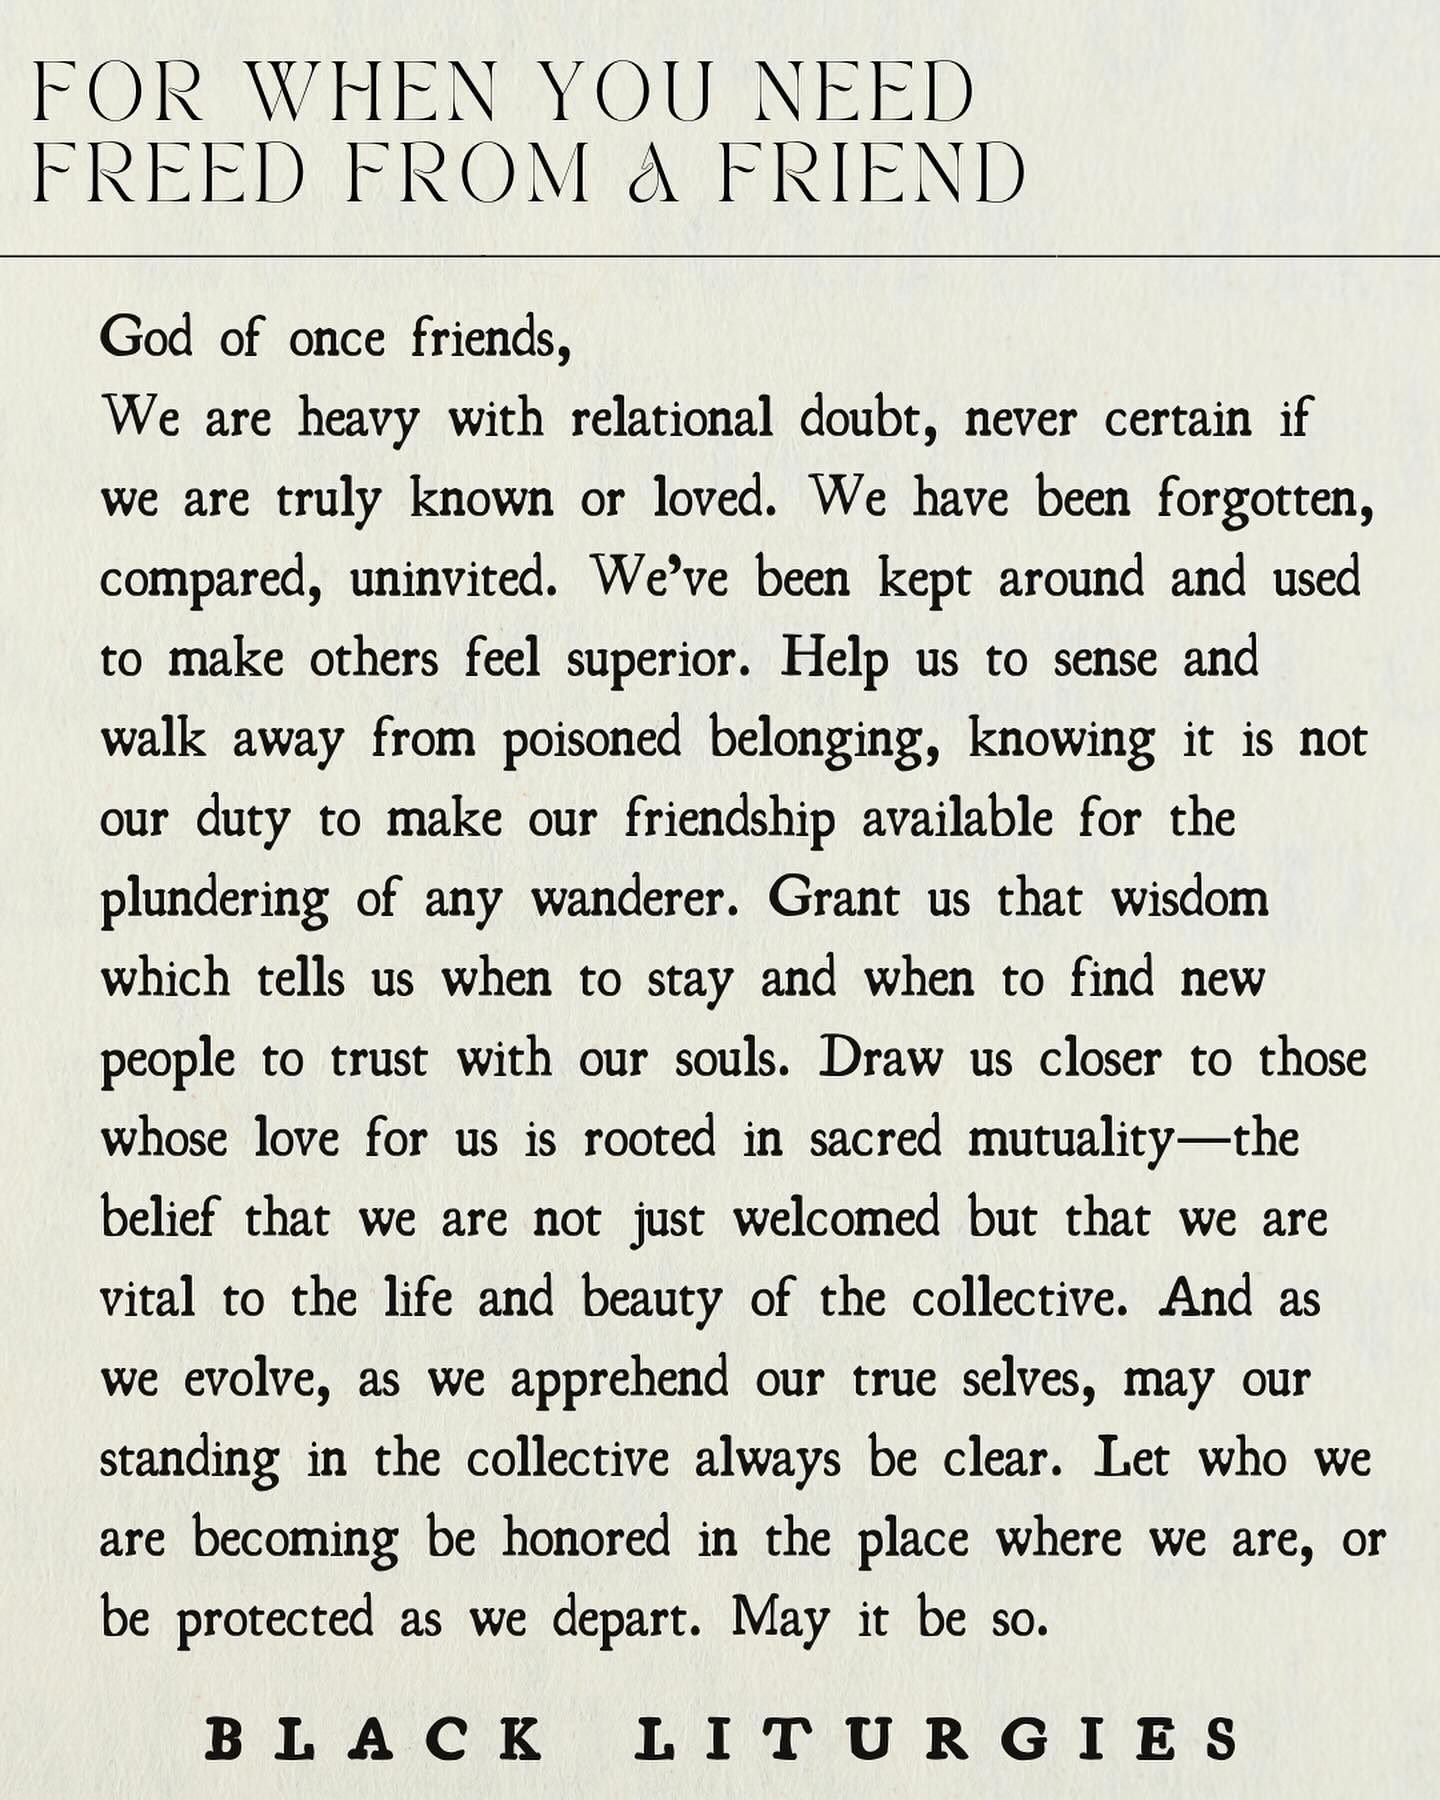 FOR WHEN YOU NEED
FREED FROM A FRIEND
God of once friends,
We are heavy with relational doubt, never certain if
we are truly known or loved. We have been forgotten,
compared, uninvited. We’ve been kept around and used
to make others feel superior. Help us to sense and
walk away from poisoned belonging, knowing it is not
our duty to make our friendship available for the
plundering of any wanderer. Grant us that wisdom
which tells us when to stay and when to find new
people to trust with our souls. Draw us closer to those
whose love for us is rooted in sacred mutuality—the
belief that we are not just welcomed but that we are
vital to the life and beauty of the collective. And as
we evolve, as we apprehend our true selves, may our
standing in the collective always be clear. Let who we
are becoming be honored in the place where we are, or
be protected as we depart. May it be so.
BLACK LITURGIES